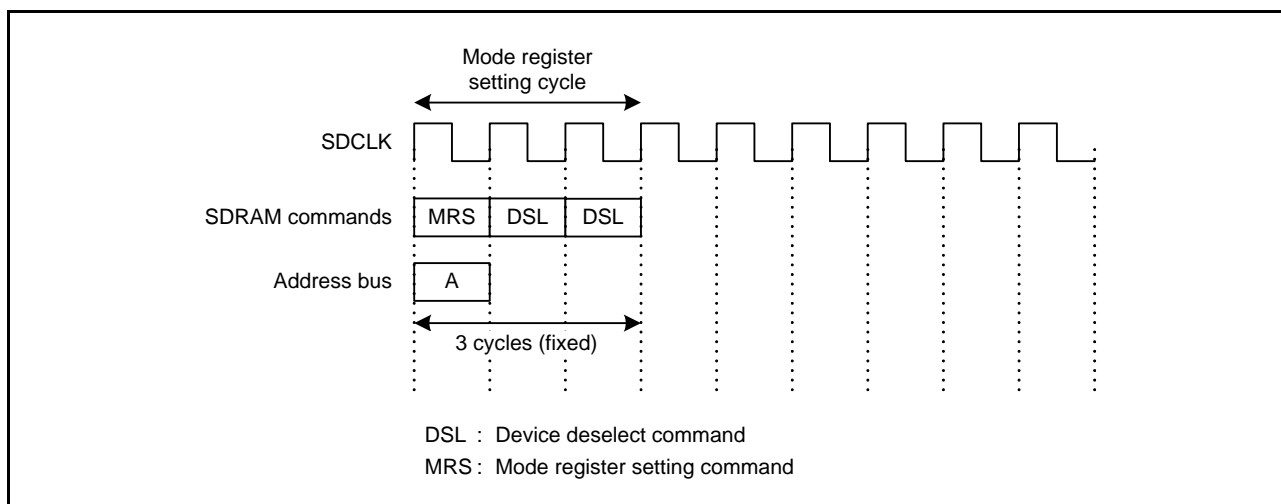 Mode register
setting cycle
SDCLK
SDRAM commands MRS DSL DSL
Address bus A
3 cycles (fixed)
DSL : Device deselect command
MRS : Mode register setting command